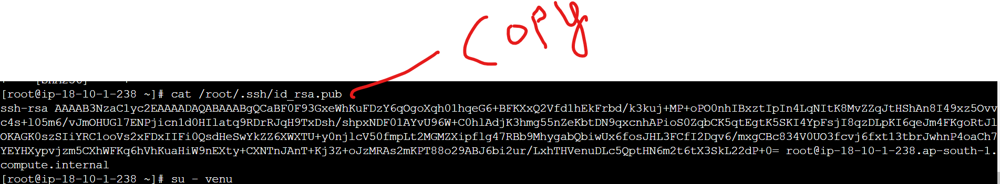 COPY
[root@ip-18-10-1-238 ~]# cat /root/.ssh/id_rsa.pub
ssh-rsa AAAAB3NzaC1yc2EAAAADAQABAAABgQCaBF0F93GxeWhKuFDzY6qOgoXqh01hqeG6+BFKXxQ2Vfd1hEkFrbd/k3kuj+MP+oPO0nhIBxztIpIn4LqNItK8MvZZqJtHShAn8I49xz5Ovv
c4s+l05m6/vJmOHUGl7ENPjicn1d0HIlatq9RDrRJqH9TxDsh/shpxNDF01AYvU96W+C0hlAdjK3hmg55nZeKbtDN9qxcnhAPioS0ZqbCK5qtEgtK5SKI4YpFsjI8qzDLpKI6qeJm4FKgoRtJl
OKAGK0szSIiYRC1ooVs2xFDxIIFi0QsdHeSwYkZZ6XWXTU+y0njlcV50fmpLt2MGMZXipflg47RBb9MhygabQbiwUx6fosJHL3FCfI2Dqv6/mxgCBc834V0UO3fcvj6fxt13tbrJwhnP4oaCh7
YEYHXypvjzm5CXhWFKq6hVhKuaHiW9nEXty+CXNTnJAnT+Kj3Z+oJzMRAs2mKPT88o29ABJ6bi2ur/LxhTHVenuDLc5QptHN6m2t6tX3SkL22dP+0= root@ip-18-10-1-238.ap-south-1.
compute.internal
[root@ip-18-10-1-238 ~]# su - venu